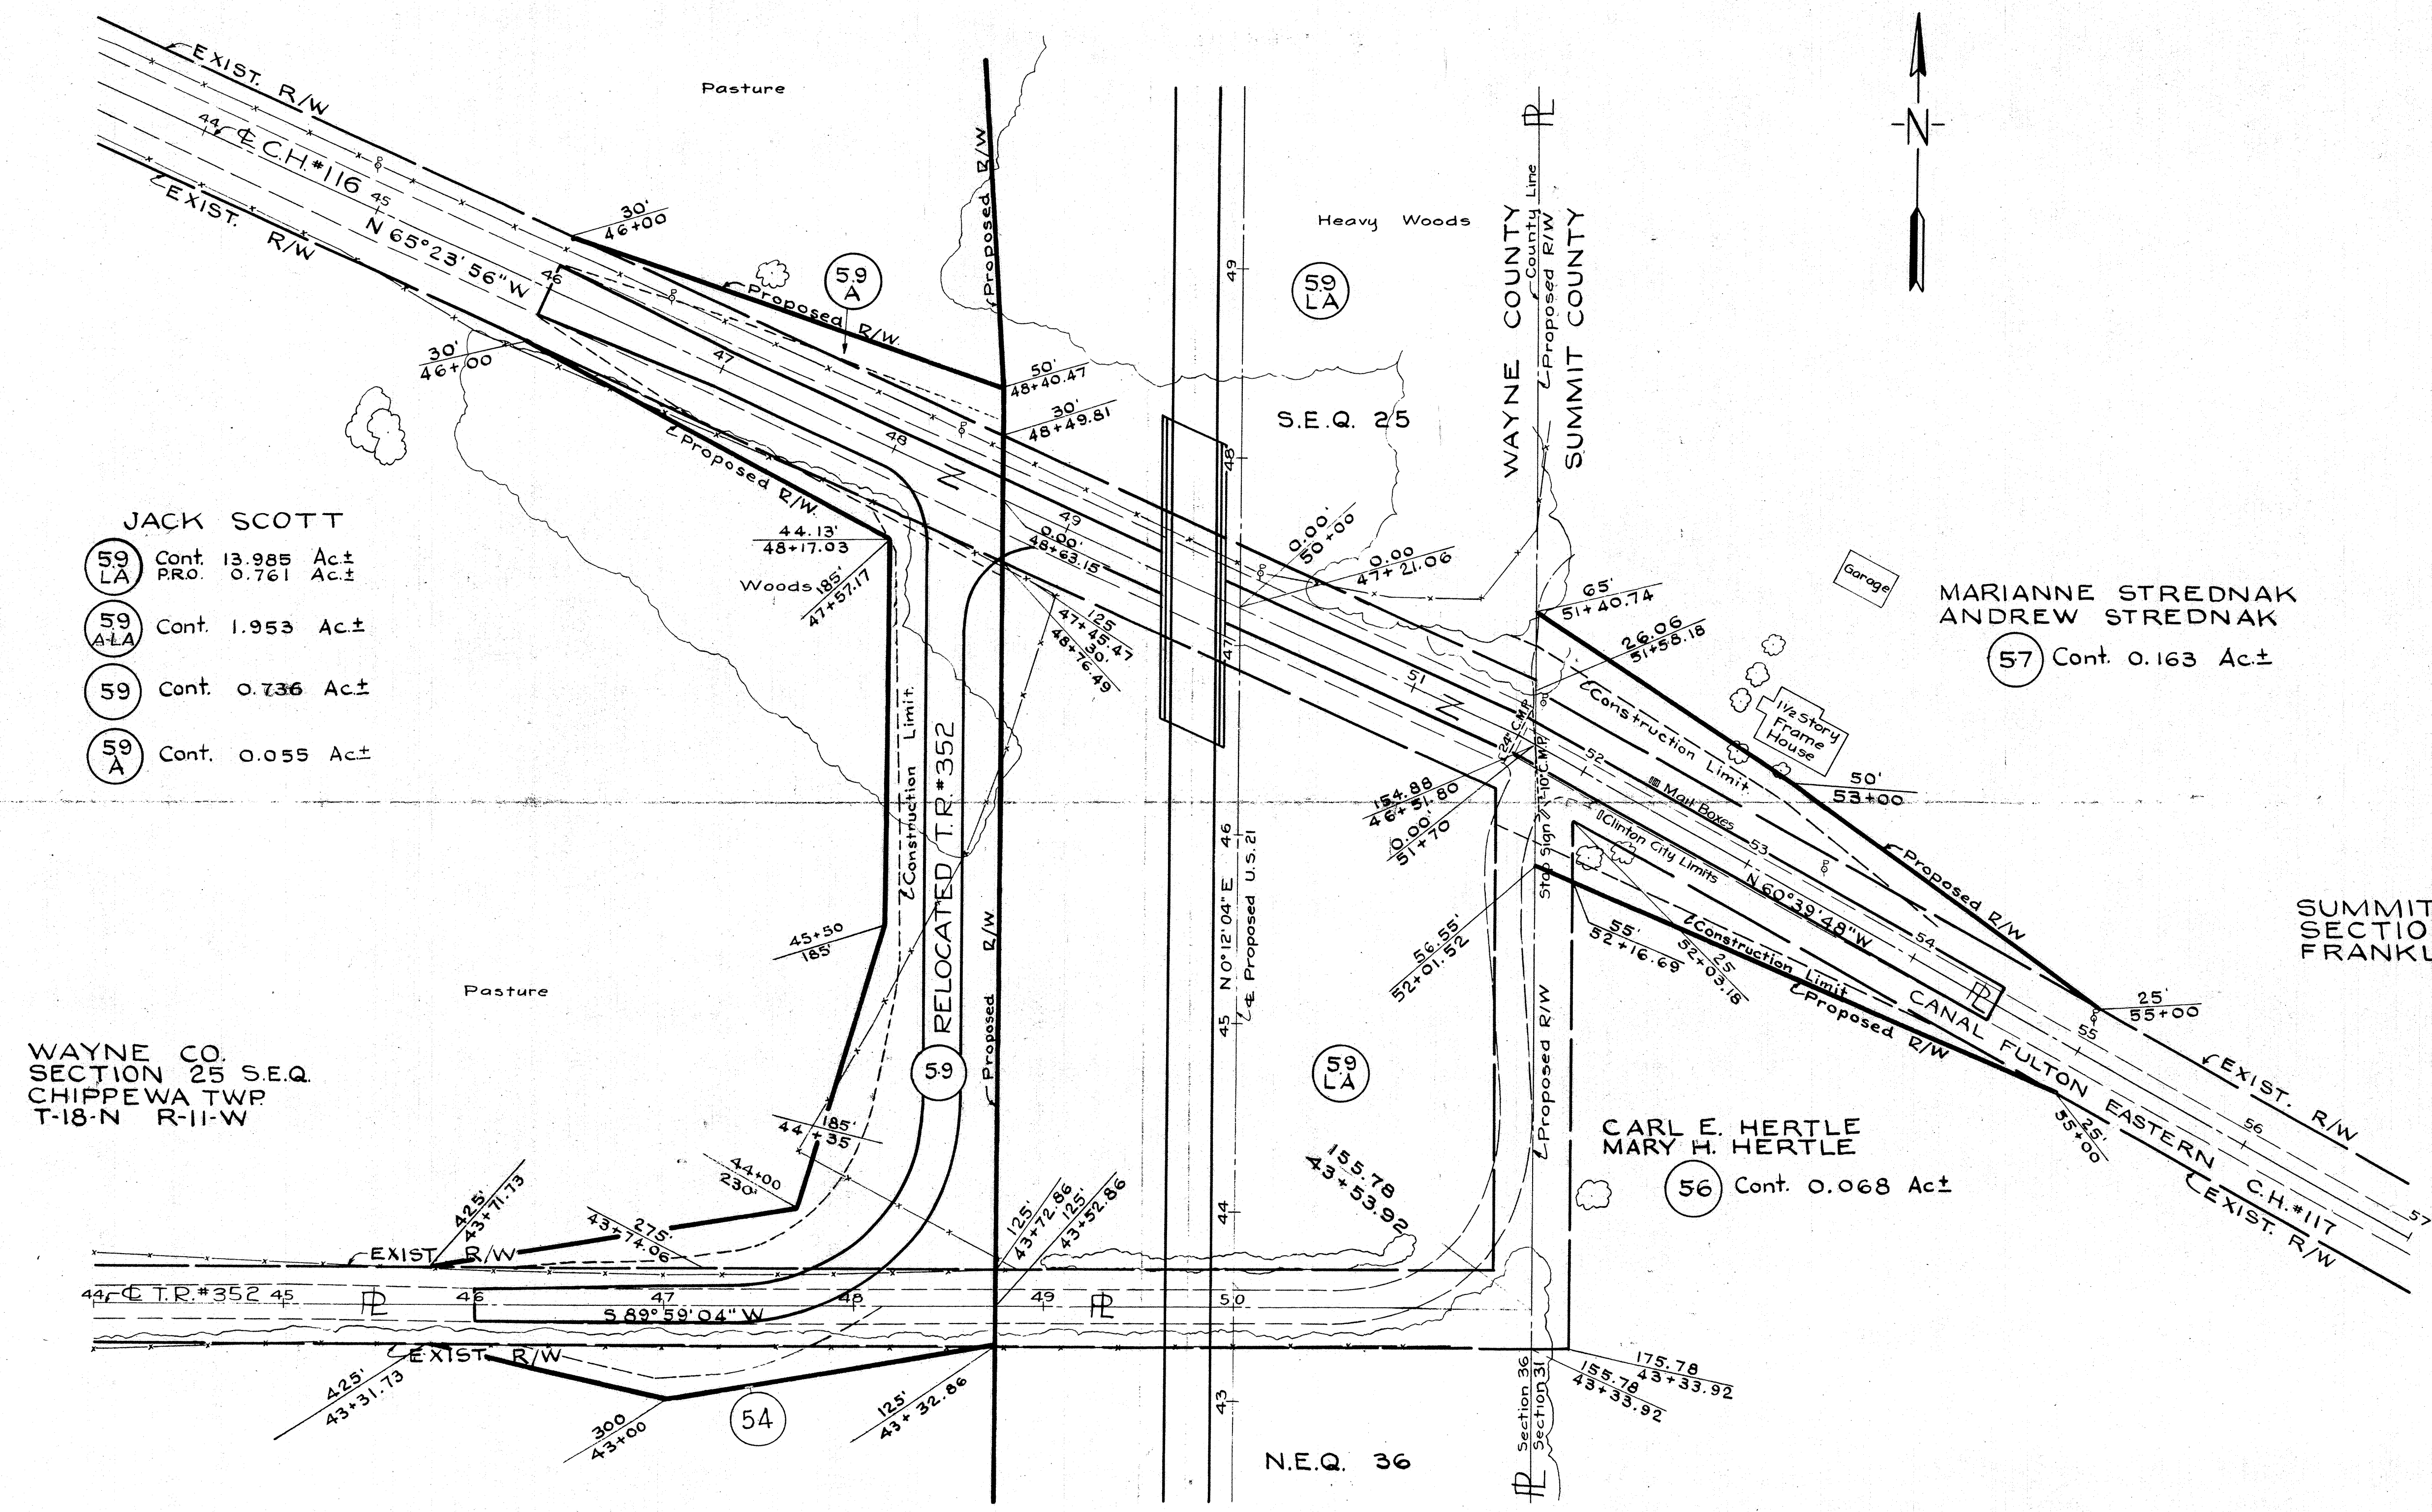 EXIST. R/W
Pasture
44
℄ C.H.#116
45
EXIST. R/W
N 65°23'56"W
30'
46+00
46
59
A
Proposed R/W.
Proposed R/W
30'
46+00
47
48
Proposed R/W.
50'
48+40.47
30'
48+49.81
Heavy Woods
59
LA
49
S.E.Q. 25
48
WAYNE COUNTY
County Line
Proposed R/W
SUMMIT COUNTY
N
JACK SCOTT
59
LA
Cont. 13.985 Ac.±
P.R.O. 0.761 Ac.±
59
A-LA
Cont. 1.953 Ac.±
59
Cont. 0.736 Ac.±
59
A
Cont. 0.055 Ac.±
44.13'
48+17.03
Woods
185'
47+57.17
49
0.00'
48+63.15
125
47+45.47
30'
48+76.49
0.00'
50+00
0.00
47+21.06
47
51
65'
51+40.74
26.06
51+58.18
Garage
MARIANNE STREDNAK
ANDREW STREDNAK
57
Cont. 0.163 Ac.±
1½ Story
Frame
House
Construction Limit
50'
53+00
24" C.M.P.
10" C.M.P.
Stop Sign
52
Mail Boxes
Clinton City Limits
53
N 60°39'48"W
54
Proposed R/W
154.88
46+51.80
0.00'
51+70
Construction Limit.
RELOCATED T.R.#352
59
Proposed R/W
46
N 0°12'04"E
℄ Proposed U.S. 21
45
56.55'
52+01.52
55'
52+16.69
25
52+03.18
Construction Limit
Proposed R/W
CANAL FULTON EASTERN
C.H.#117
55
25'
55+00
EXIST. R/W
56
57
25'
55+00
EXIST. R/W
SUMMIT
SECTIO
FRANKL
45+50
185'
Pasture
WAYNE CO.
SECTION 25 S.E.Q.
CHIPPEWA TWP.
T-18-N R-11-W
185'
44+35
44+00
230'
59
LA
Proposed R/W
CARL E. HERTLE
MARY H. HERTLE
56
Cont. 0.068 Ac±
155.78
43+53.92
425'
43+71.73
275'
43+74.06
125'
43+72.86
125'
43+52.86
44
EXIST. R/W
44
℄ T.R.#352
45
46
47
48
49
50
S 89°59'04"W
EXIST. R/W
425'
43+31.73
300
43+00
54
125'
43+32.86
43
Section 36
Section 31
175.78
43+33.92
155.78
43+33.92
N.E.Q. 36